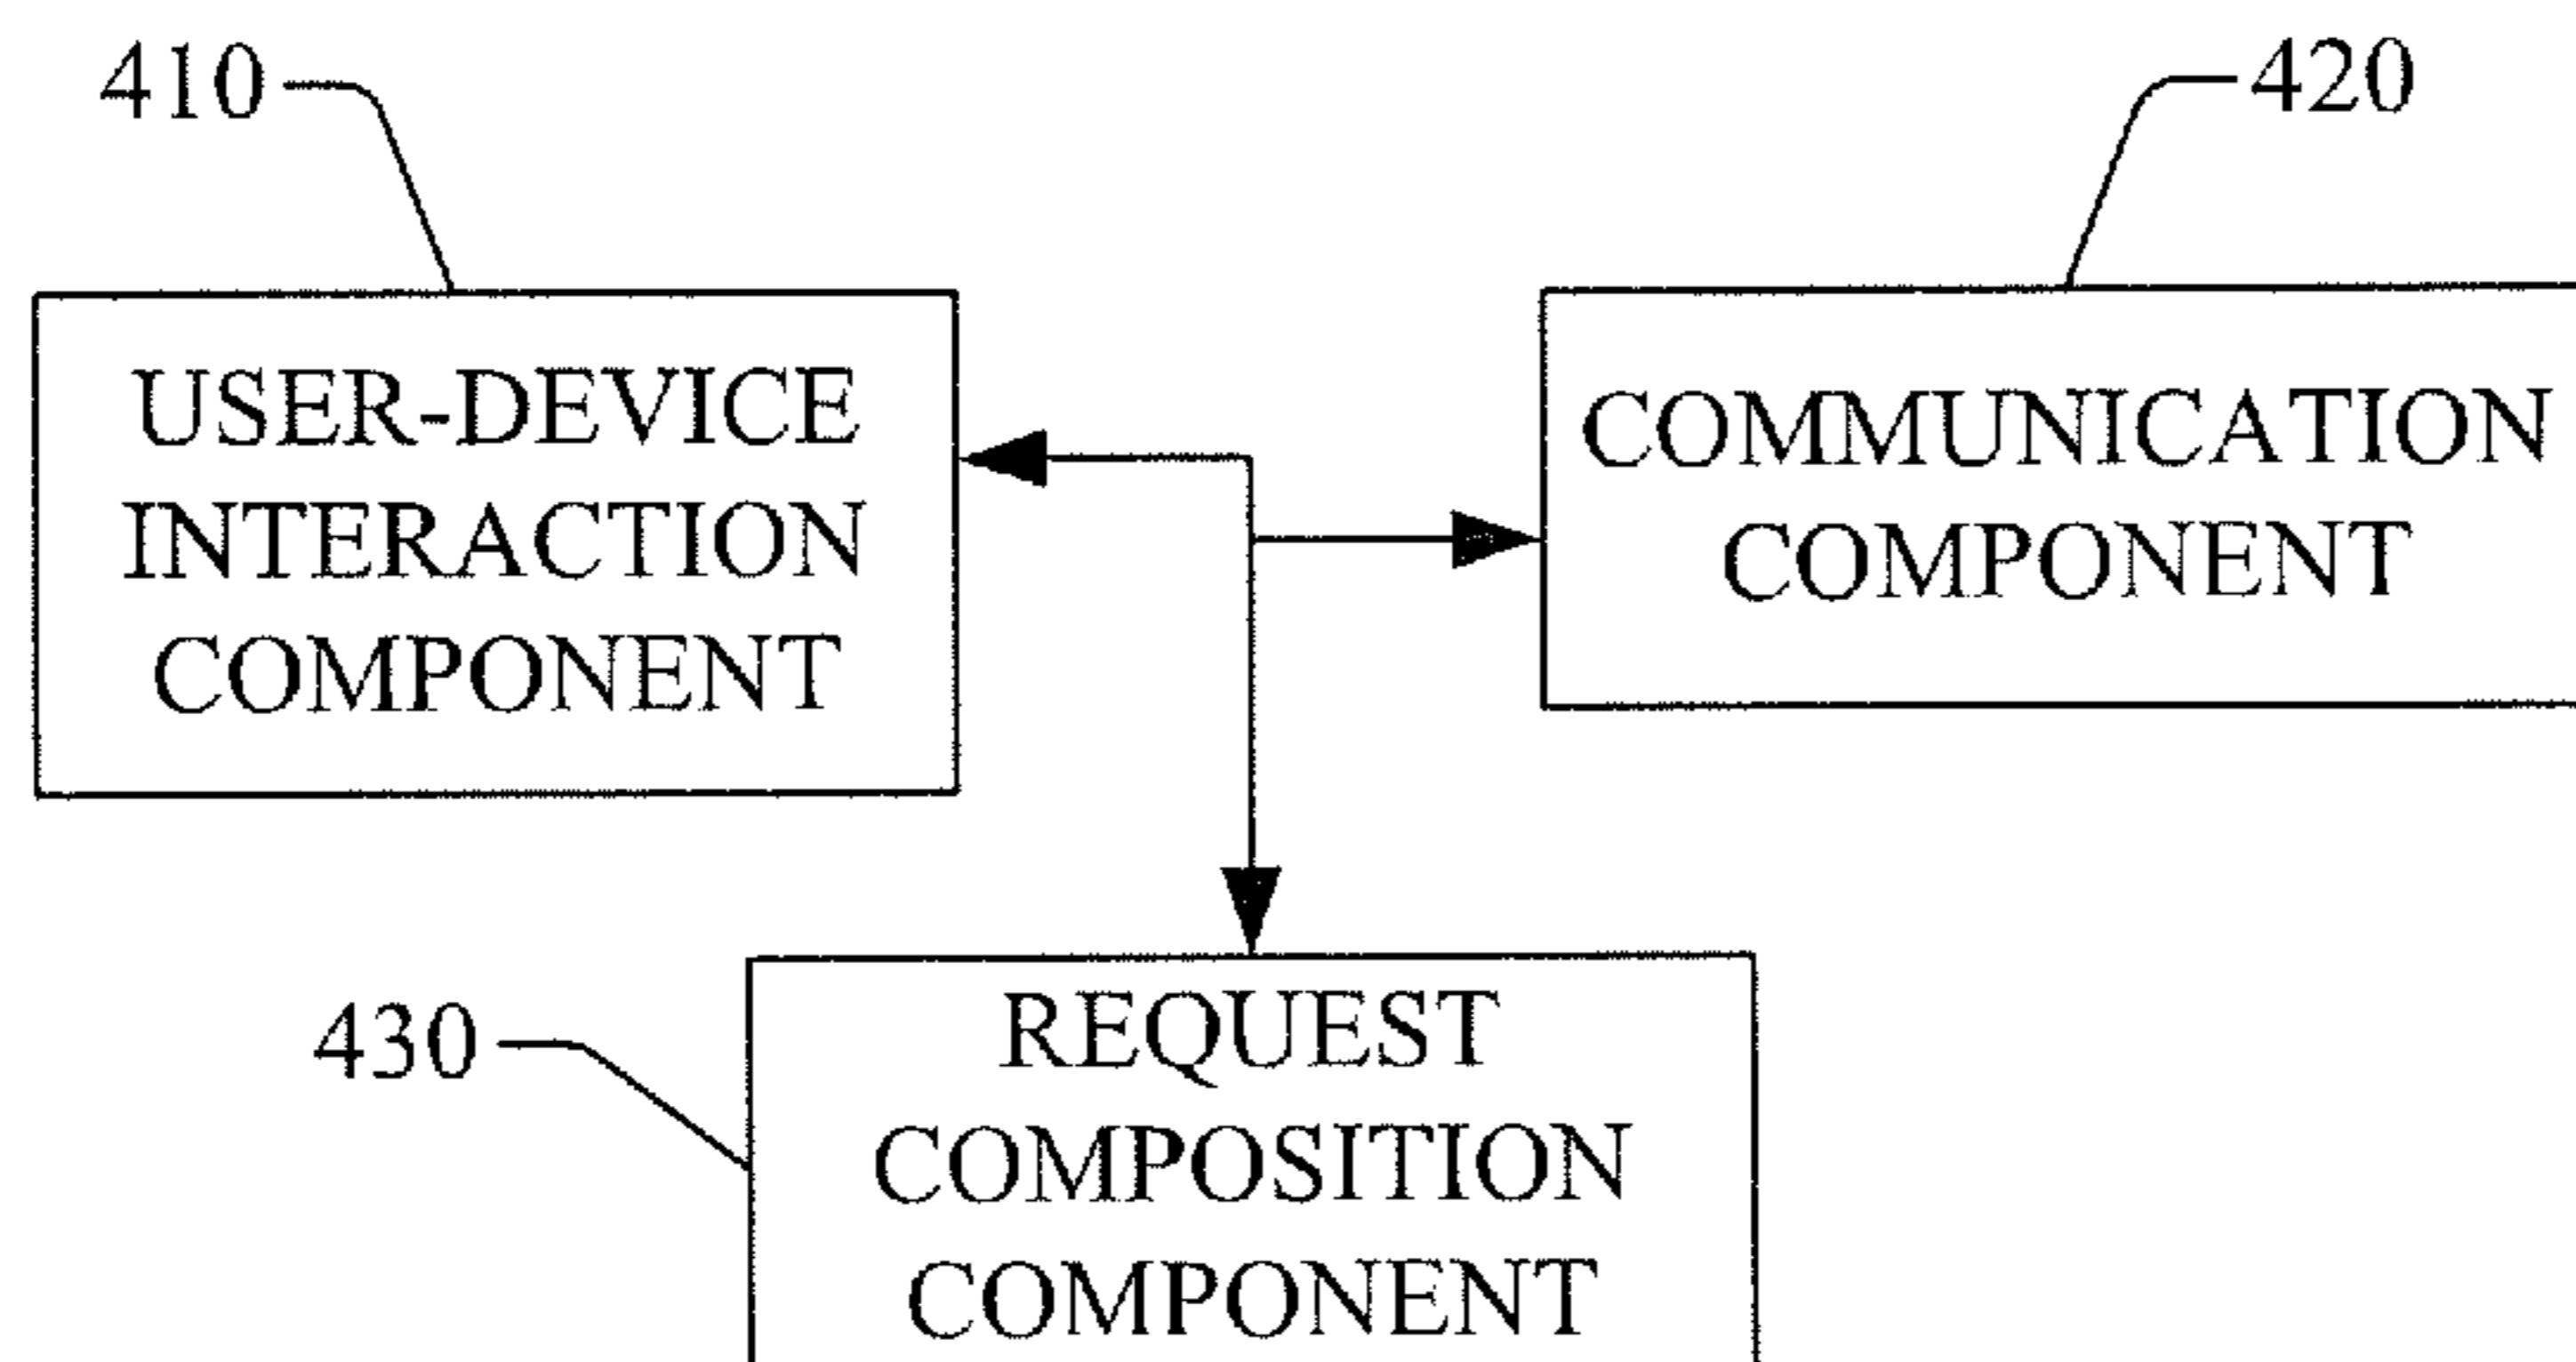 410
420
USER-DEVICE
INTERACTION
COMPONENT
COMMUNICATION
COMPONENT
430
REQUEST
COMPOSITION
COMPONENT